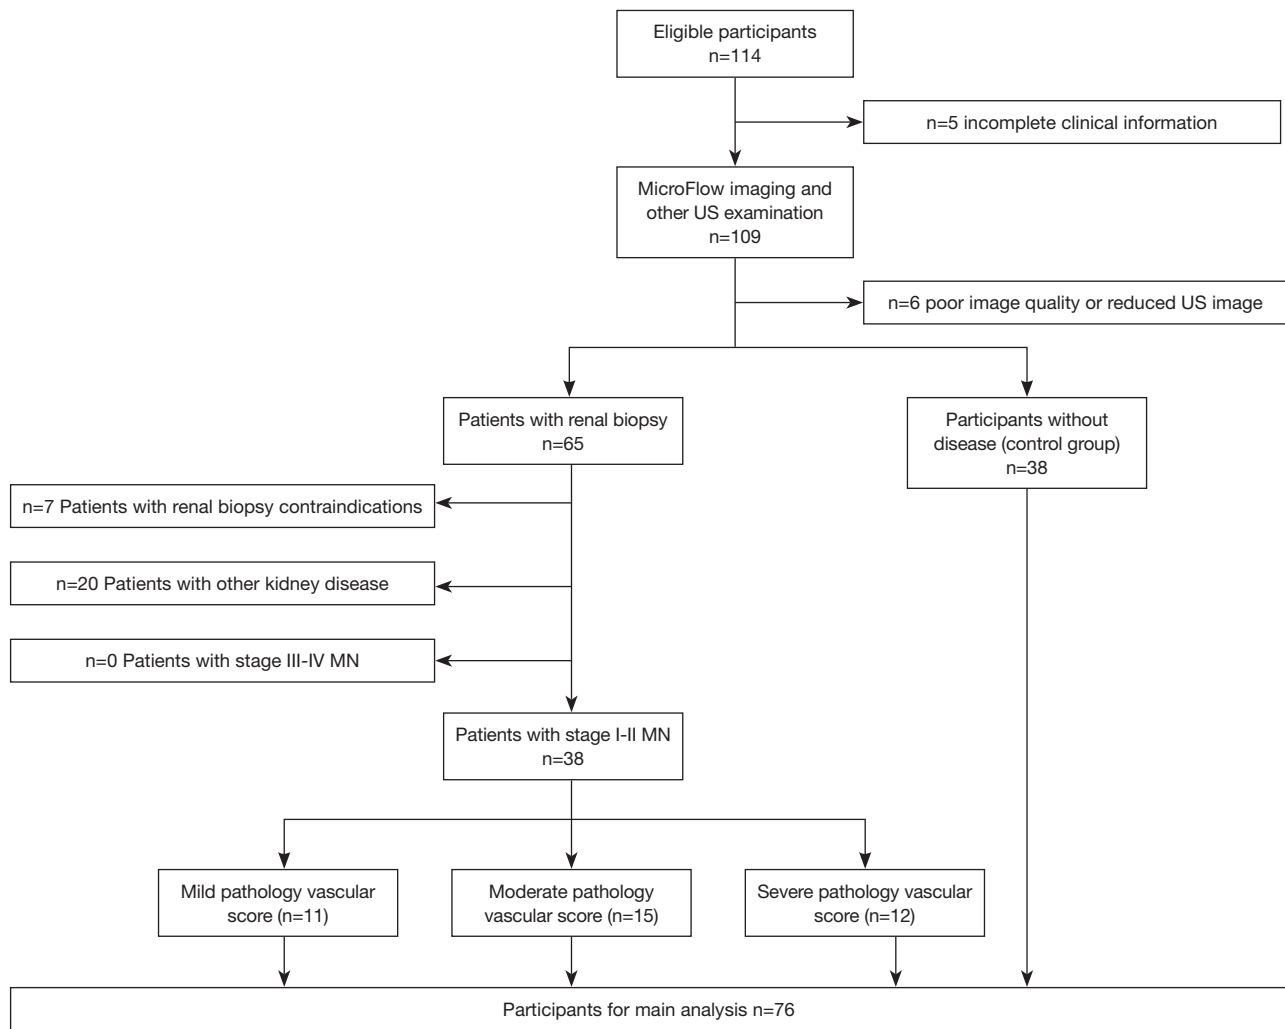 Eligible participants
n=114
n=5 incomplete clinical information
MicroFlow imaging and
other US examination
n=109
n=6 poor image quality or reduced US image
Patients with renal biopsy
n=65
Participants without
disease (control group)
n=38
n=7 Patients with renal biopsy contraindications
n=20 Patients with other kidney disease
n=0 Patients with stage III-IV MN
Patients with stage I-II MN
n=38
Mild pathology vascular
score (n=11)
Moderate pathology
vascular score (n=15)
Severe pathology vascular
score (n=12)
Participants for main analysis n=76